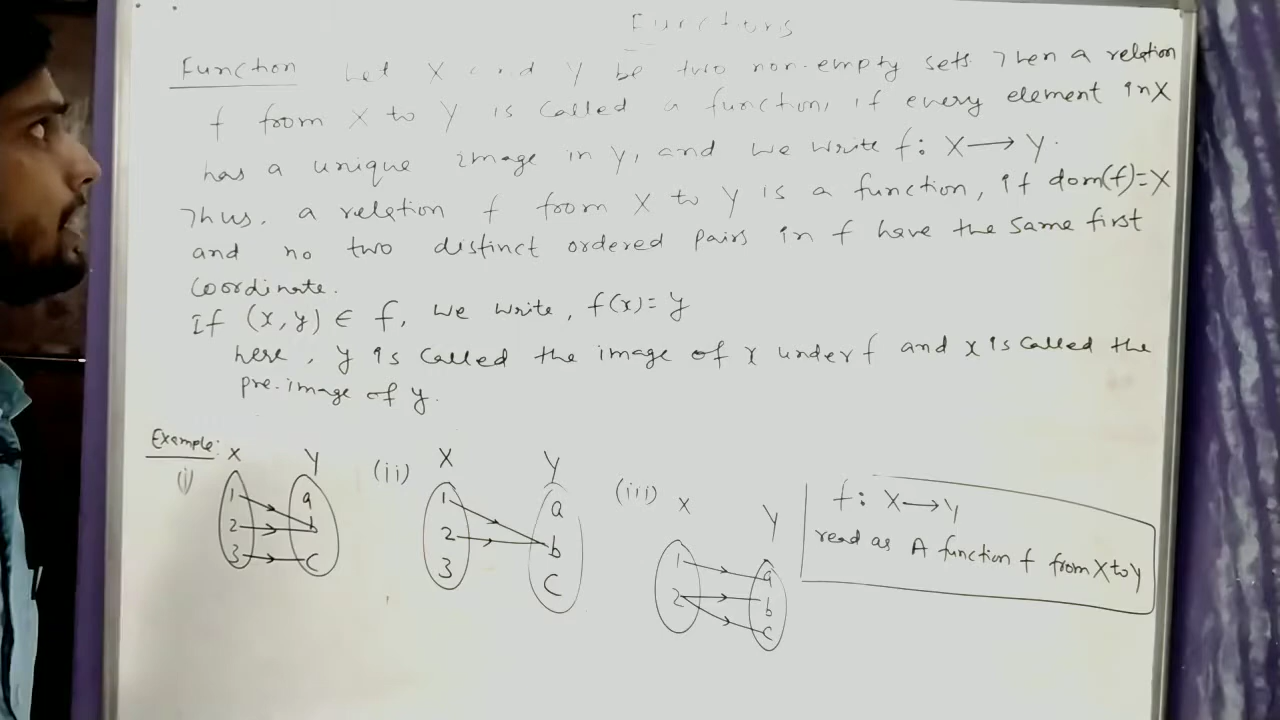 Functions
Function Let X and Y be two non-empty sets Then a relation
f from X to Y is called a function, if every element in X
has a unique image in Y, and we write f: X → Y.
Thus, a relation f from X to Y is a function, if dom(f)=X
and no two distinct ordered pairs in f have the same first
coordinate.
If (x,y) ∈ f, we write, f(x)= y
here, y is called the image of x under f and x is called the
pre-image of y.
Example:
(i) X Y
1 a
2 b
3 c
(ii) X Y
1 a
2 b
3 c
(iii) X Y
1 a
2 b
c
f: X → Y
read as A function f from X to Y